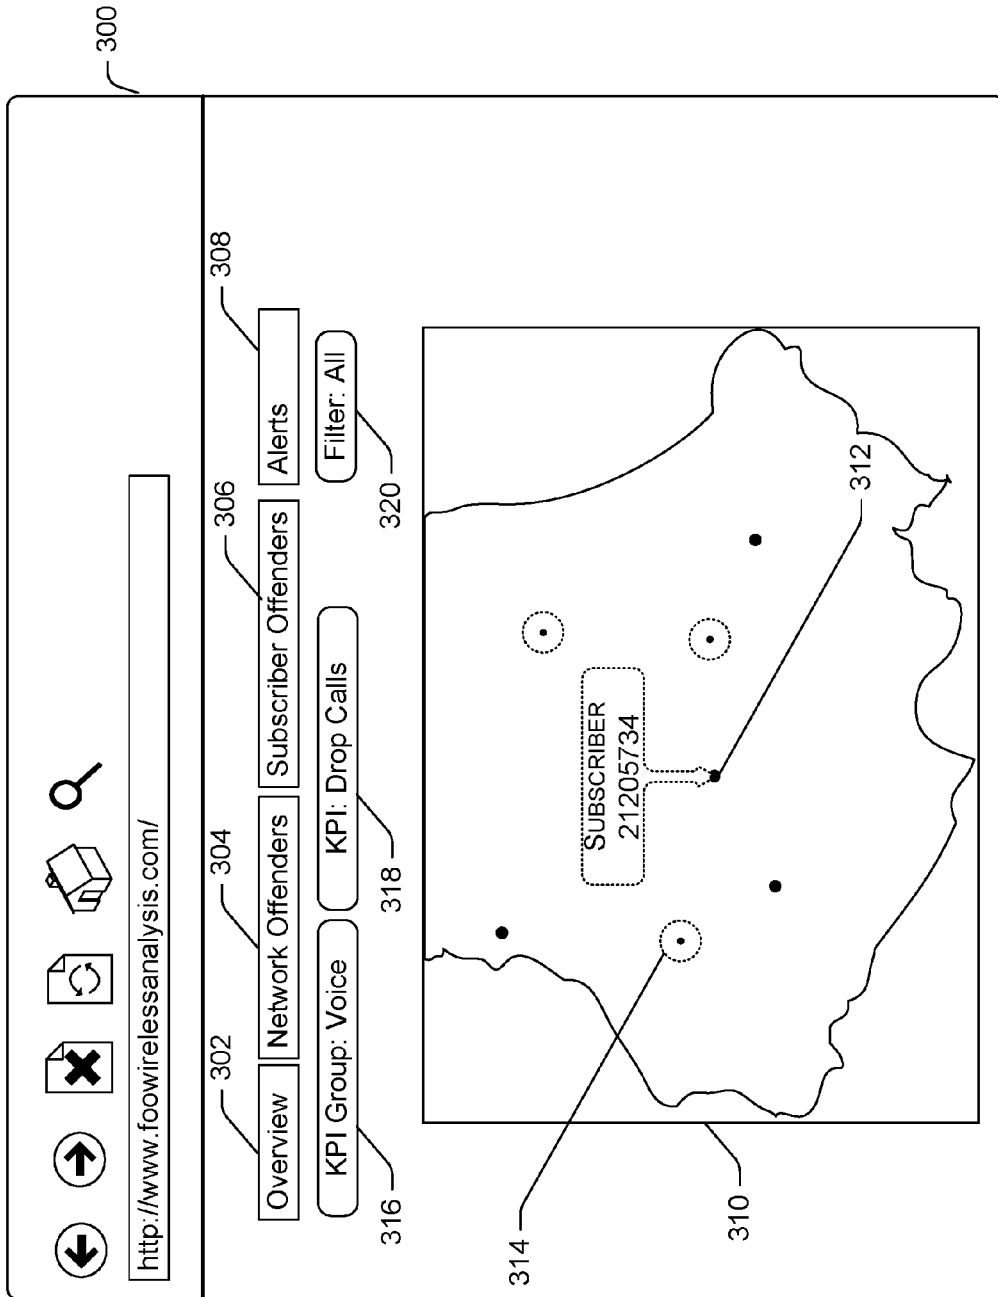 300
http://www.foowirelessanalysis.com/
302
304
306
308
Overview
Network Offenders
Subscriber Offenders
Alerts
KPI Group: Voice
KPI: Drop Calls
Filter: All
316
318
320
SUBSCRIBER
21205734
312
314
310